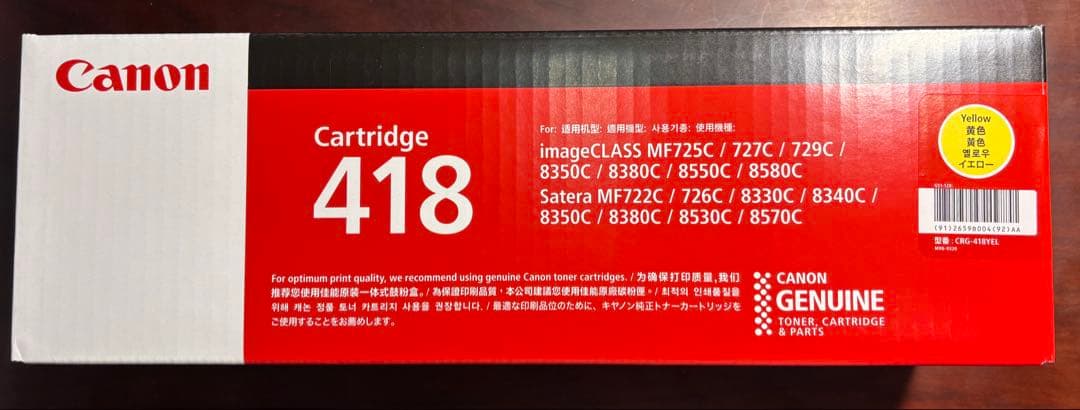 Canon
Cartridge
418
For: 适用机型: 適用機型: 사용기종: 使用機種:
imageCLASS MF725C / 727C / 729C /
8350C / 8380C / 8550C / 8580C
Satera MF722C / 726C / 8330C / 8340C /
8350C / 8380C / 8530C / 8570C
Yellow
黄色
黃色
옐로우
イエロー
(91)26598004(92)AA
型番 : CRG-418YEL
For optimum print quality, we recommend using genuine Canon toner cartridges. / 为确保打印质量,我们
推荐您使用佳能原装一体式鼓粉盒。/ 為保證印刷品質,本公司建議您使用佳能原廠碳粉匣。/ 최적의 인쇄품질을
위해 캐논 정품 토너 카트리지 사용을 권장합니다. / 最適な印刷品位のために、キヤノン純正トナーカートリッジを
ご使用することをお薦めします。
CANON
GENUINE
TONER, CARTRIDGE
& PARTS